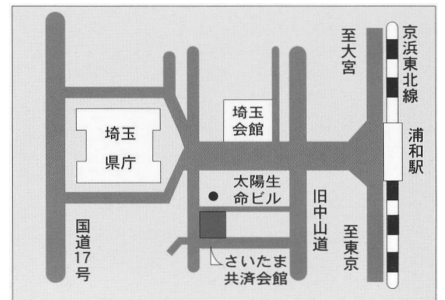 京浜東北線
至大宮
浦和駅
埼玉
会館
埼玉
県庁
太陽生
命ビル
旧中山道
至東京
国道17号
さいたま
共済会館